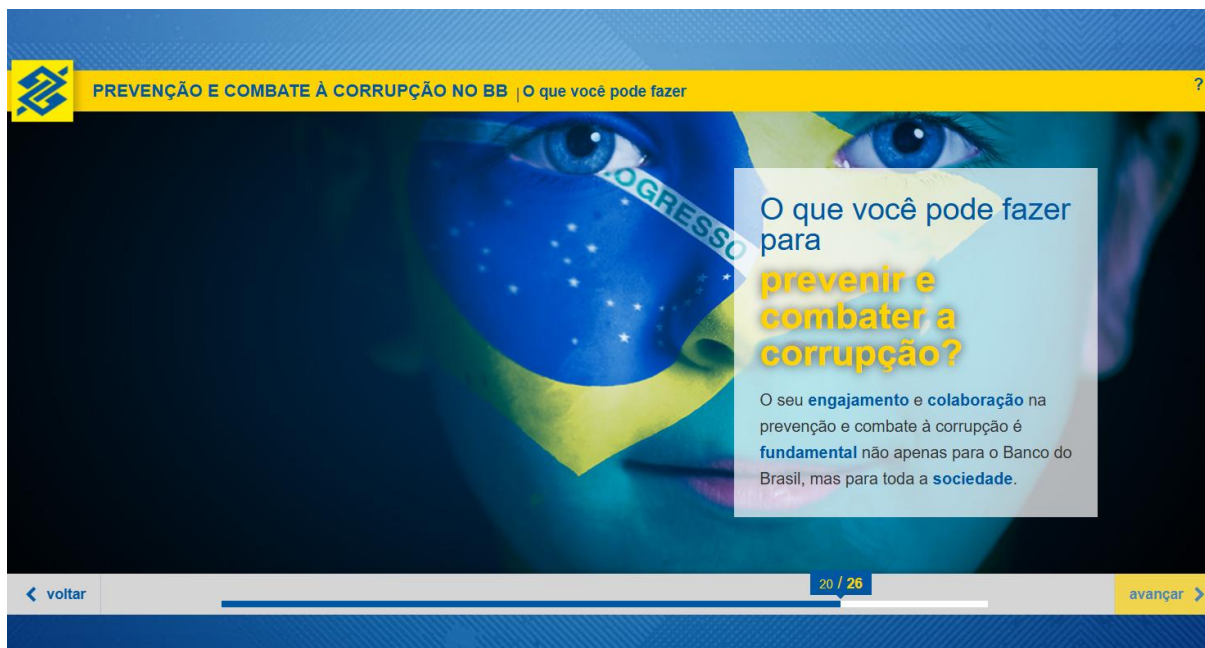 PREVENÇÃO E COMBATE À CORRUPÇÃO NO BB | O que você pode fazer
?
OGRESSO
O que você pode fazer
para
prevenir e
combater a
corrupção?
O seu engajamento e colaboração na
prevenção e combate à corrupção é
fundamental não apenas para o Banco do
Brasil, mas para toda a sociedade.
voltar
20 / 26
avançar